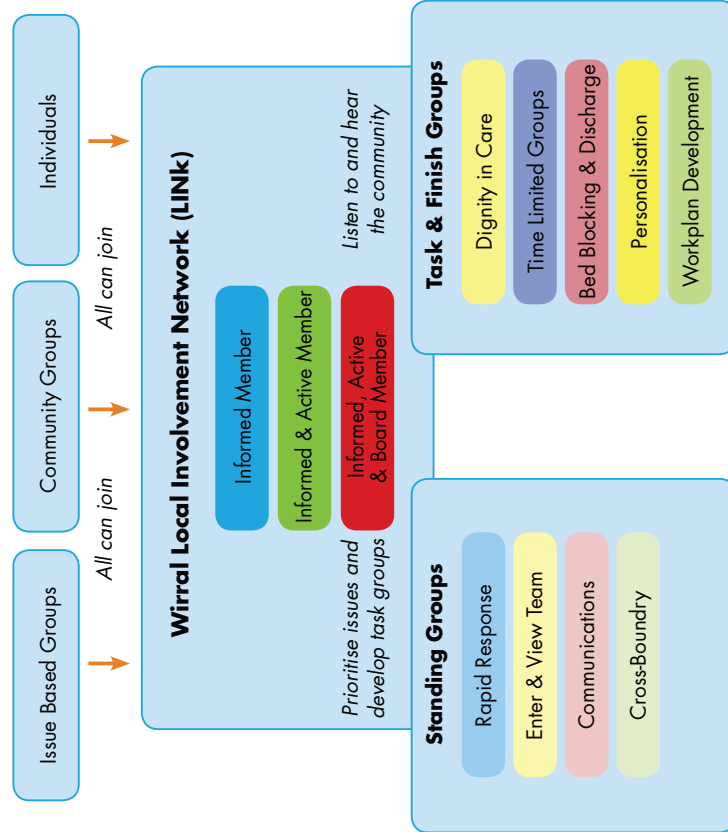 Issue Based Groups
Community Groups
Individuals
All can join
All can join
Wirral Local Involvement Network (LINk)
Informed Member
Informed & Active Member
Informed, Active
& Board Member
Prioritise issues and
develop task groups
Listen to and hear
the community
Standing Groups
Rapid Response
Enter & View Team
Communications
Cross-Boundry
Task & Finish Groups
Dignity in Care
Time Limited Groups
Bed Blocking & Discharge
Personalisation
Workplan Development